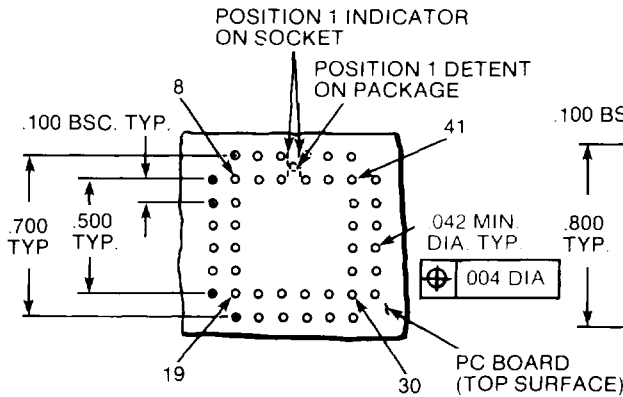 POSITION 1 INDICATOR
ON SOCKET
POSITION 1 DETENT
ON PACKAGE
8
.100 BSC. TYP.
41
.100 BS
.700
TYP
.500
TYP.
.042 MIN.
DIA. TYP.
.800
TYP.
004 DIA
19
30
PC BOARD
(TOP SURFACE)